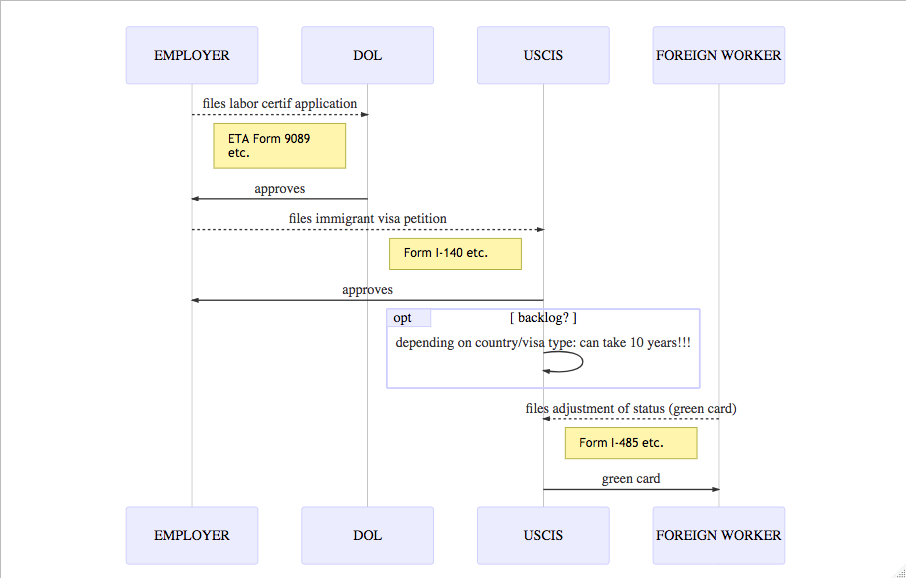 EMPLOYER DOL USCIS FOREIGN WORKER
files labor certif application
ETA Form 9089
etc.
approves
files immigrant visa petition
Form I-140 etc.
approves
opt [ backlog? ]
depending on country/visa type: can take 10 years!!!
files adjustment of status (green card)
Form I-485 etc.
green card
EMPLOYER DOL USCIS FOREIGN WORKER